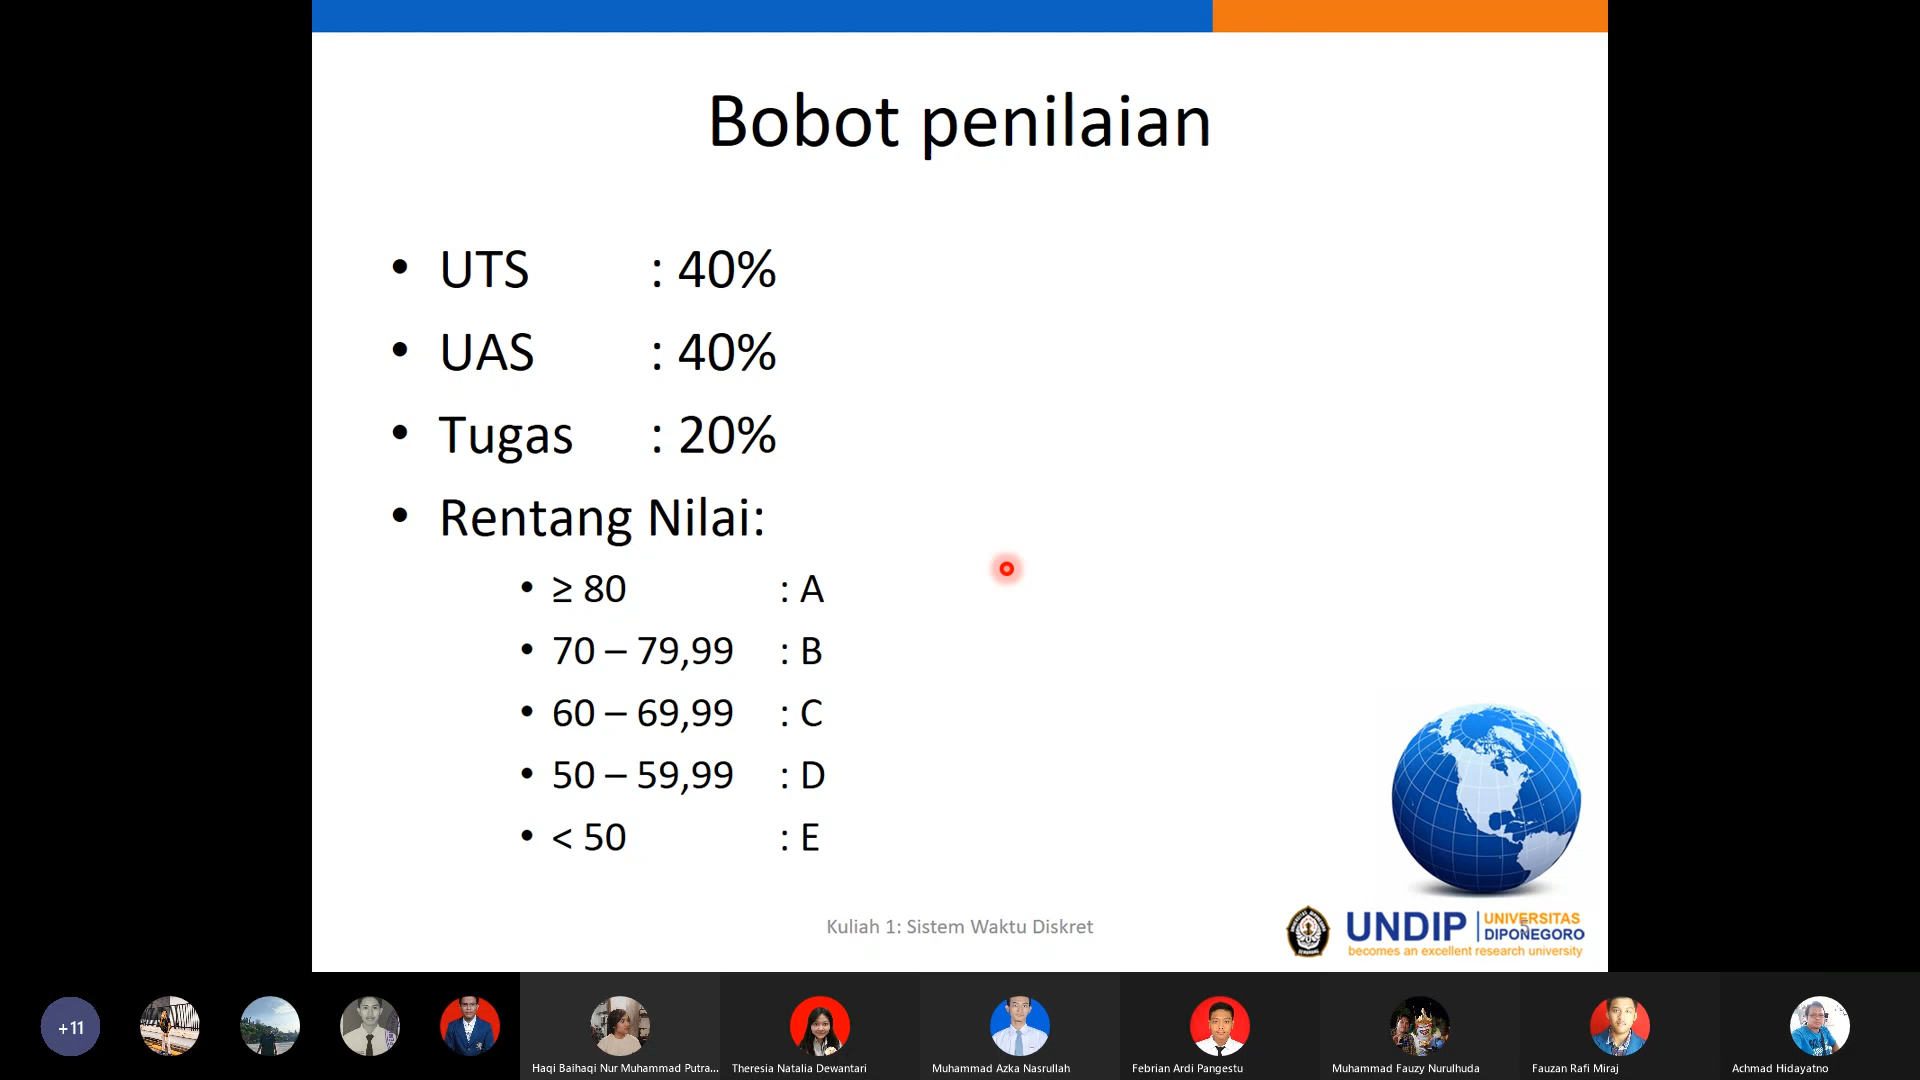 Bobot penilaian
• UTS : 40%
• UAS : 40%
• Tugas : 20%
• Rentang Nilai:
• ≥ 80 : A
• 70 – 79,99 : B
• 60 – 69,99 : C
• 50 – 59,99 : D
• < 50 : E
Kuliah 1: Sistem Waktu Diskret
UNDIP UNIVERSITAS DIPONEGORO
becomes an excellent research university
+11
Haqi Baihaqi Nur Muhammad Putra...
Theresia Natalia Dewantari
Muhammad Azka Nasrullah
Febrian Ardi Pangestu
Muhammad Fauzy Nurulhuda
Fauzan Rafi Miraj
Achmad Hidayatno